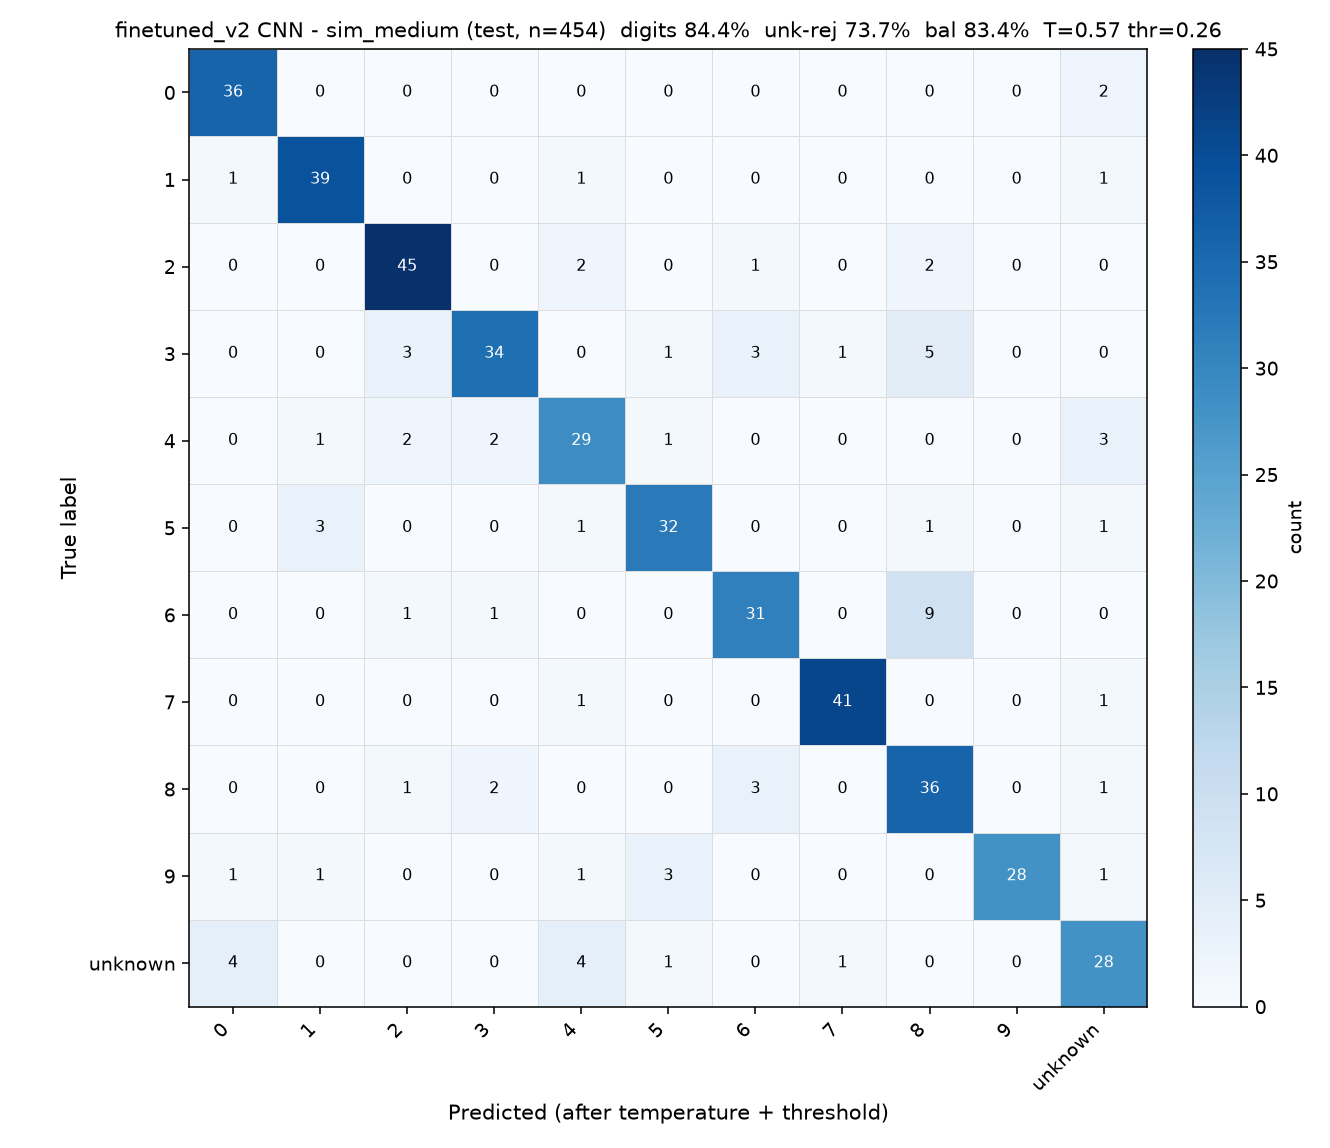 finetuned_v2 CNN - sim_medium (test, n=454)  digits 84.4%  unk-rej 73.7%  bal 83.4%  T=0.57 thr=0.26
0 36 0 0 0 0 0 0 0 0 0 2
1 1 39 0 0 1 0 0 0 0 0 1
2 0 0 45 0 2 0 1 0 2 0 0
3 0 0 3 34 0 1 3 1 5 0 0
4 0 1 2 2 29 1 0 0 0 0 3
5 0 3 0 0 1 32 0 0 1 0 1
6 0 0 1 1 0 0 31 0 9 0 0
7 0 0 0 0 1 0 0 41 0 0 1
8 0 0 1 2 0 0 3 0 36 0 1
9 1 1 0 0 1 3 0 0 0 28 1
unknown 4 0 0 0 4 1 0 1 0 0 28
0 1 2 3 4 5 6 7 8 9 unknown
Predicted (after temperature + threshold)
True label
45
40
35
30
25
20
15
10
5
0
count